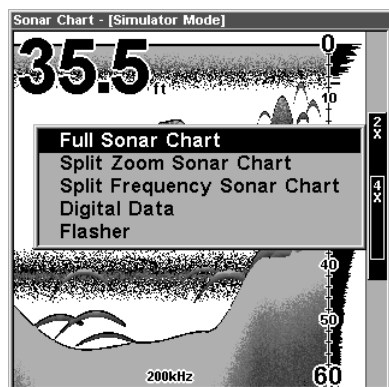 Sonar Chart - [Simulator Mode]
35.5 ft
0
10
2X
Full Sonar Chart
Split Zoom Sonar Chart
Split Frequency Sonar Chart
Digital Data
Flasher
4X
40
50
200kHz
60